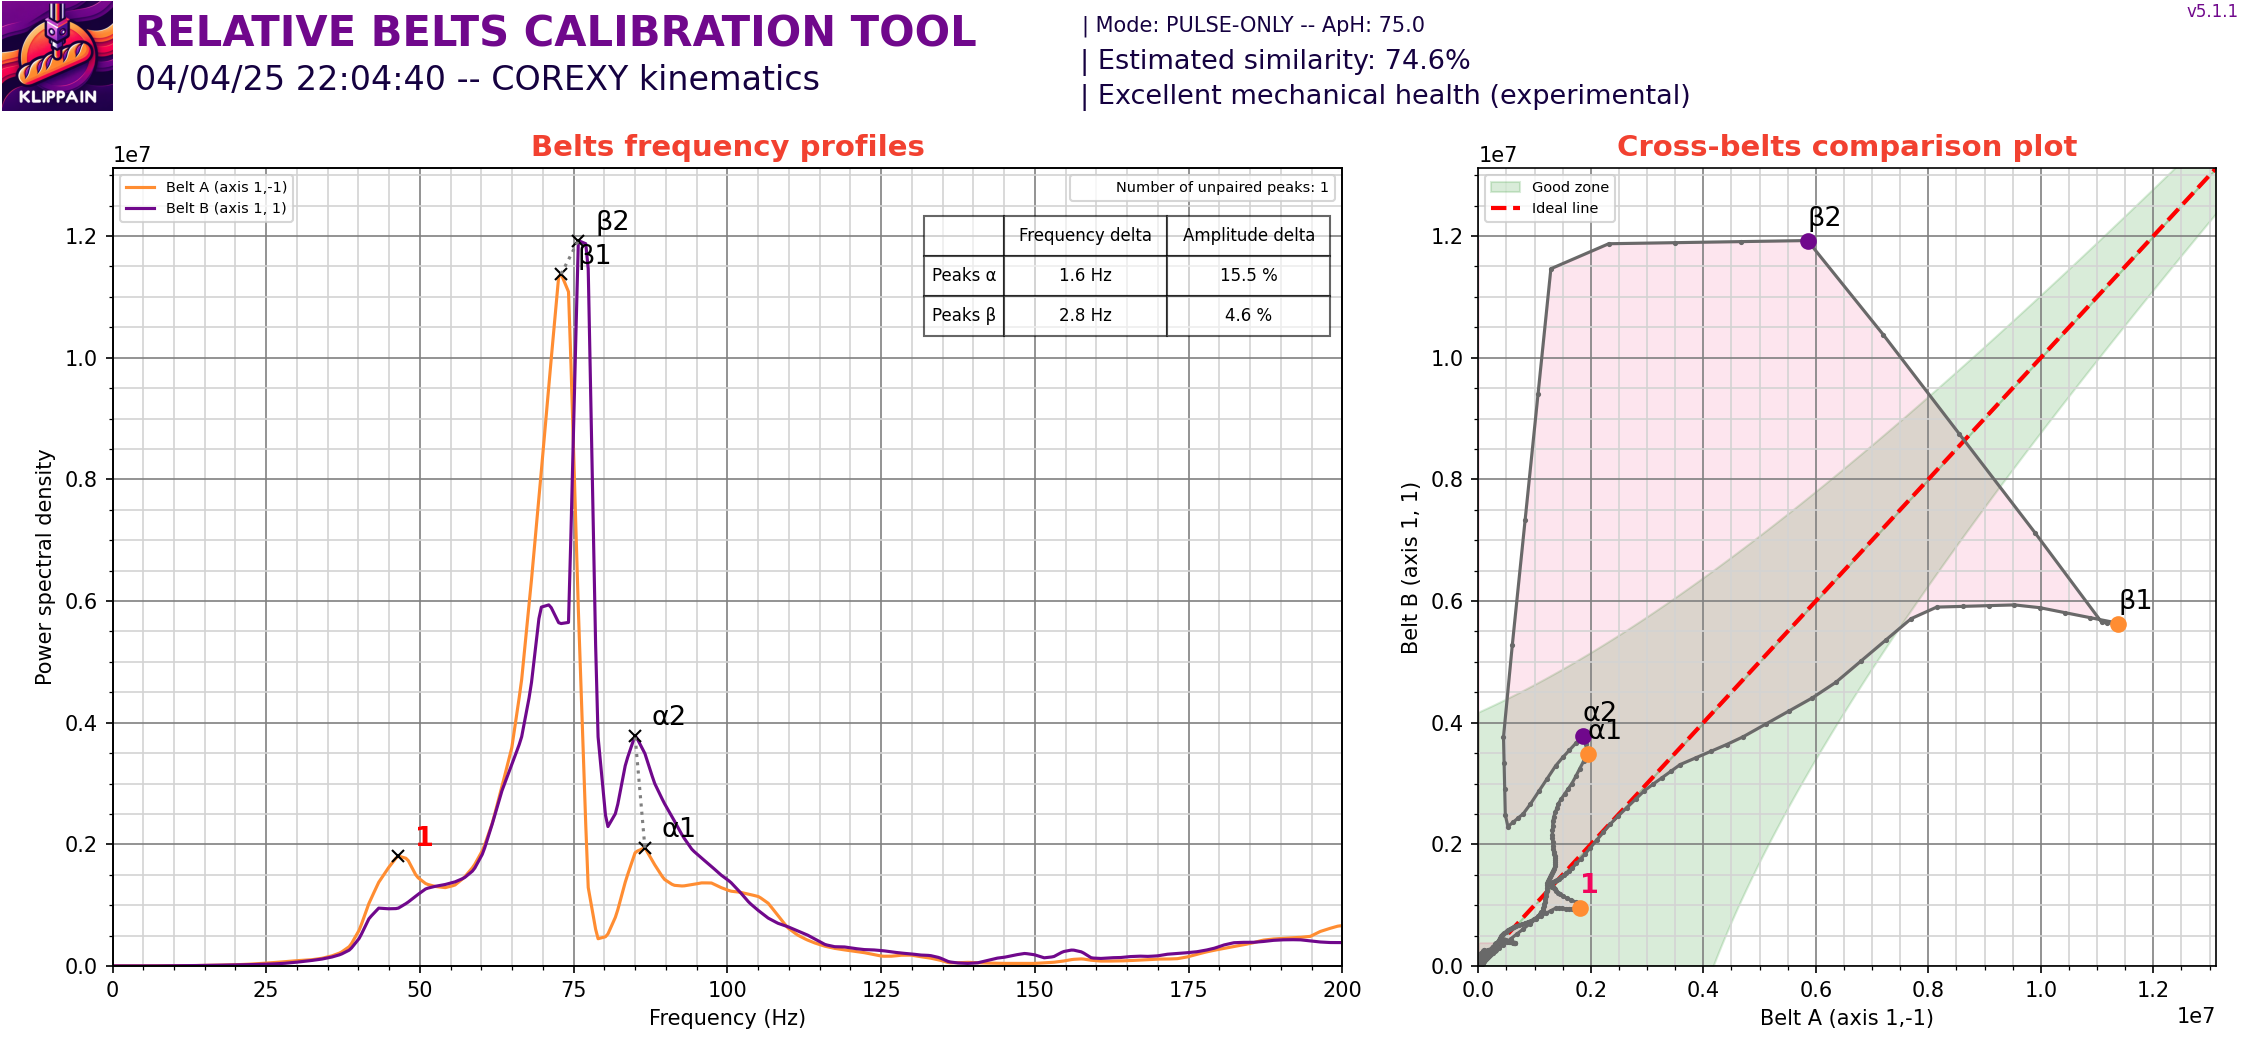 KLIPPAIN
RELATIVE BELTS CALIBRATION TOOL
04/04/25 22:04:40 -- COREXY kinematics
| Mode: PULSE-ONLY -- ApH: 75.0
| Estimated similarity: 74.6%
| Excellent mechanical health (experimental)
v5.1.1
Belts frequency profiles
1e7
Belt A (axis 1,-1)
Belt B (axis 1, 1)
Number of unpaired peaks: 1
Frequency delta Amplitude delta
Peaks α 1.6 Hz 15.5 %
Peaks β 2.8 Hz 4.6 %
β2
β1
α2
α1
1
1.2
1.0
0.8
0.6
0.4
0.2
0.0
Power spectral density
0 25 50 75 100 125 150 175 200
Frequency (Hz)
Cross-belts comparison plot
1e7
Good zone
Ideal line
β2
β1
α2
α1
1
1.2
1.0
0.8
0.6
0.4
0.2
0.0
Belt B (axis 1, 1)
0.0 0.2 0.4 0.6 0.8 1.0 1.2
Belt A (axis 1,-1)
1e7